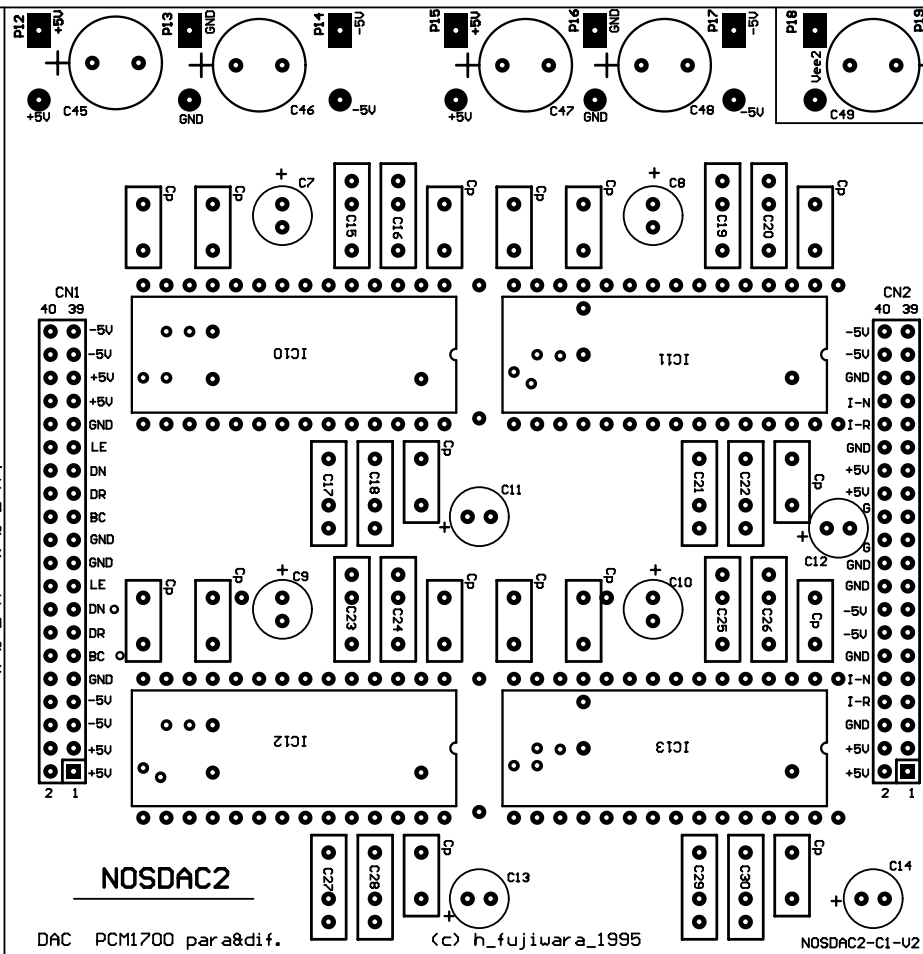 P12 +5V P13 GND P14 -5V P15 +5V P16 GND P17 -5V P18 Vee2 P19
+5V C45 GND C46 -5V +5V C47 GND C48 -5V C49
Cp Cp + C7 C15 C16 Cp Cp + C8 C19 C20 Cp
CN1 CN2
40 39 40 39
IC10 IC11
-5V -5V
-5V -5V
+5V GND
+5V I-N
GND I-R
LE GND
DN +5V
DR +5V
BC G
GND G
GND GND
LE GND
DN -5V
DR -5V
BC GND
GND I-N
-5V I-R
-5V GND
+5V +5V
+5V +5V
2 1 2 1
C17 C18 Cp C11 + C21 C22 Cp C12 +
Cp Cp + C9 C23 C24 Cp Cp + C10 C25 C26 Cp
IC12 IC13
C27 C28 Cp C13 + C29 C30 Cp C14 +
NOSDAC2
DAC PCM1700 para&dif. (c) h_fujiwara_1995 NOSDAC2-C1-V2